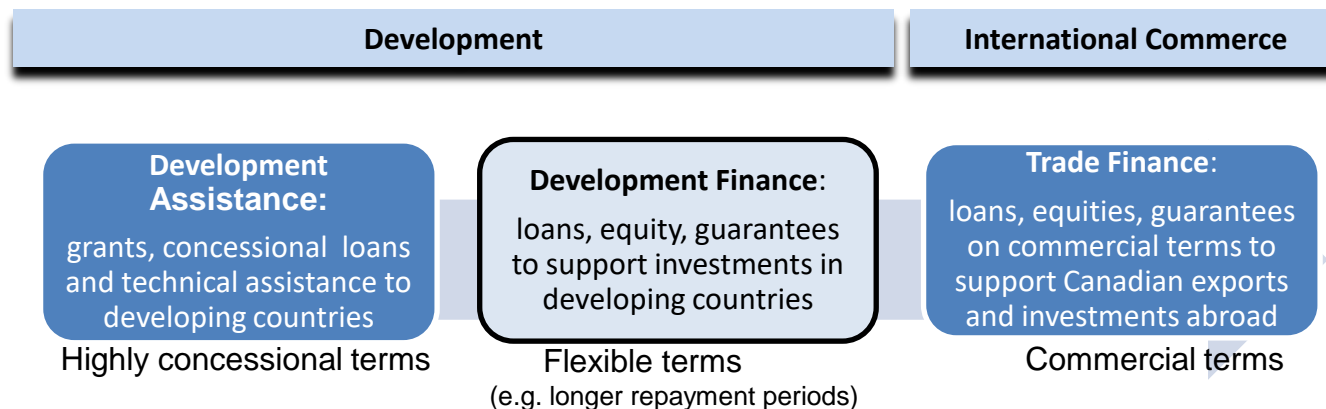 Development
International Commerce
Development
Assistance:
grants, concessional loans
and technical assistance to
developing countries
Highly concessional terms
Development Finance:
loans, equity, guarantees
to support investments in
developing countries
Flexible terms
(e.g. longer repayment periods)
Trade Finance:
loans, equities, guarantees
on commercial terms to
support Canadian exports
and investments abroad
Commercial terms